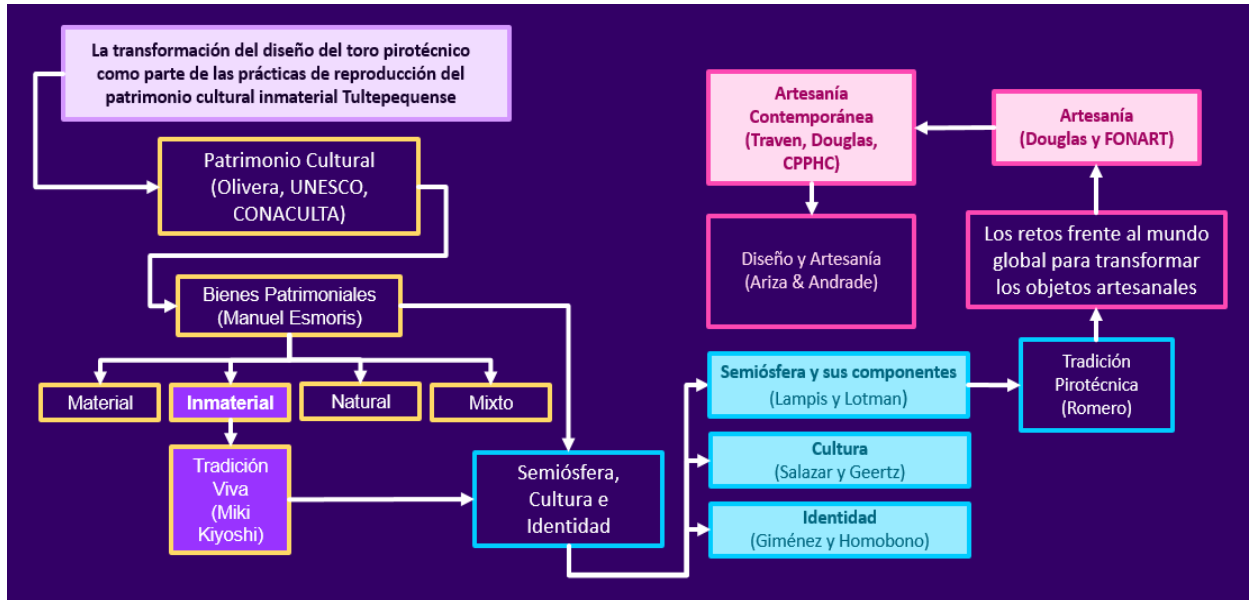 La transformación del diseño del toro pirotécnico
como parte de las prácticas de reproducción del
patrimonio cultural inmaterial Tultepequense
Patrimonio Cultural
(Olivera, UNESCO,
CONACULTA)
Bienes Patrimoniales
(Manuel Esmoris)
Material
Inmaterial
Natural
Mixto
Tradición
Viva
(Miki
Kiyoshi)
Semiósfera,
Cultura e
Identidad
Semiósfera y sus componentes
(Lampis y Lotman)
Cultura
(Salazar y Geertz)
Identidad
(Giménez y Homobono)
Tradición
Pirotécnica
(Romero)
Los retos frente al mundo
global para transformar
los objetos artesanales
Artesanía
(Douglas y FONART)
Artesanía
Contemporánea
(Traven, Douglas,
CPPHC)
Diseño y Artesanía
(Ariza & Andrade)